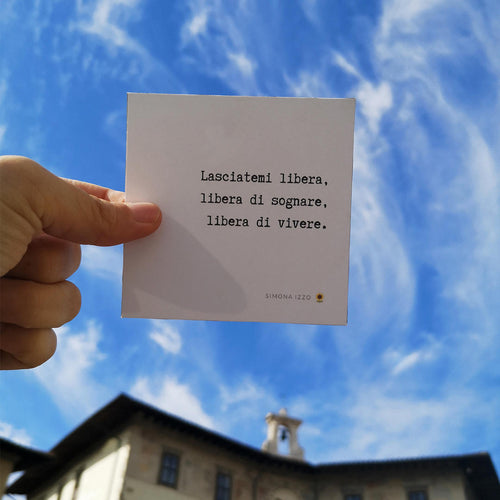 Lasciatemi libera,
libera di sognare,
libera di vivere.
SIMONA IZZO